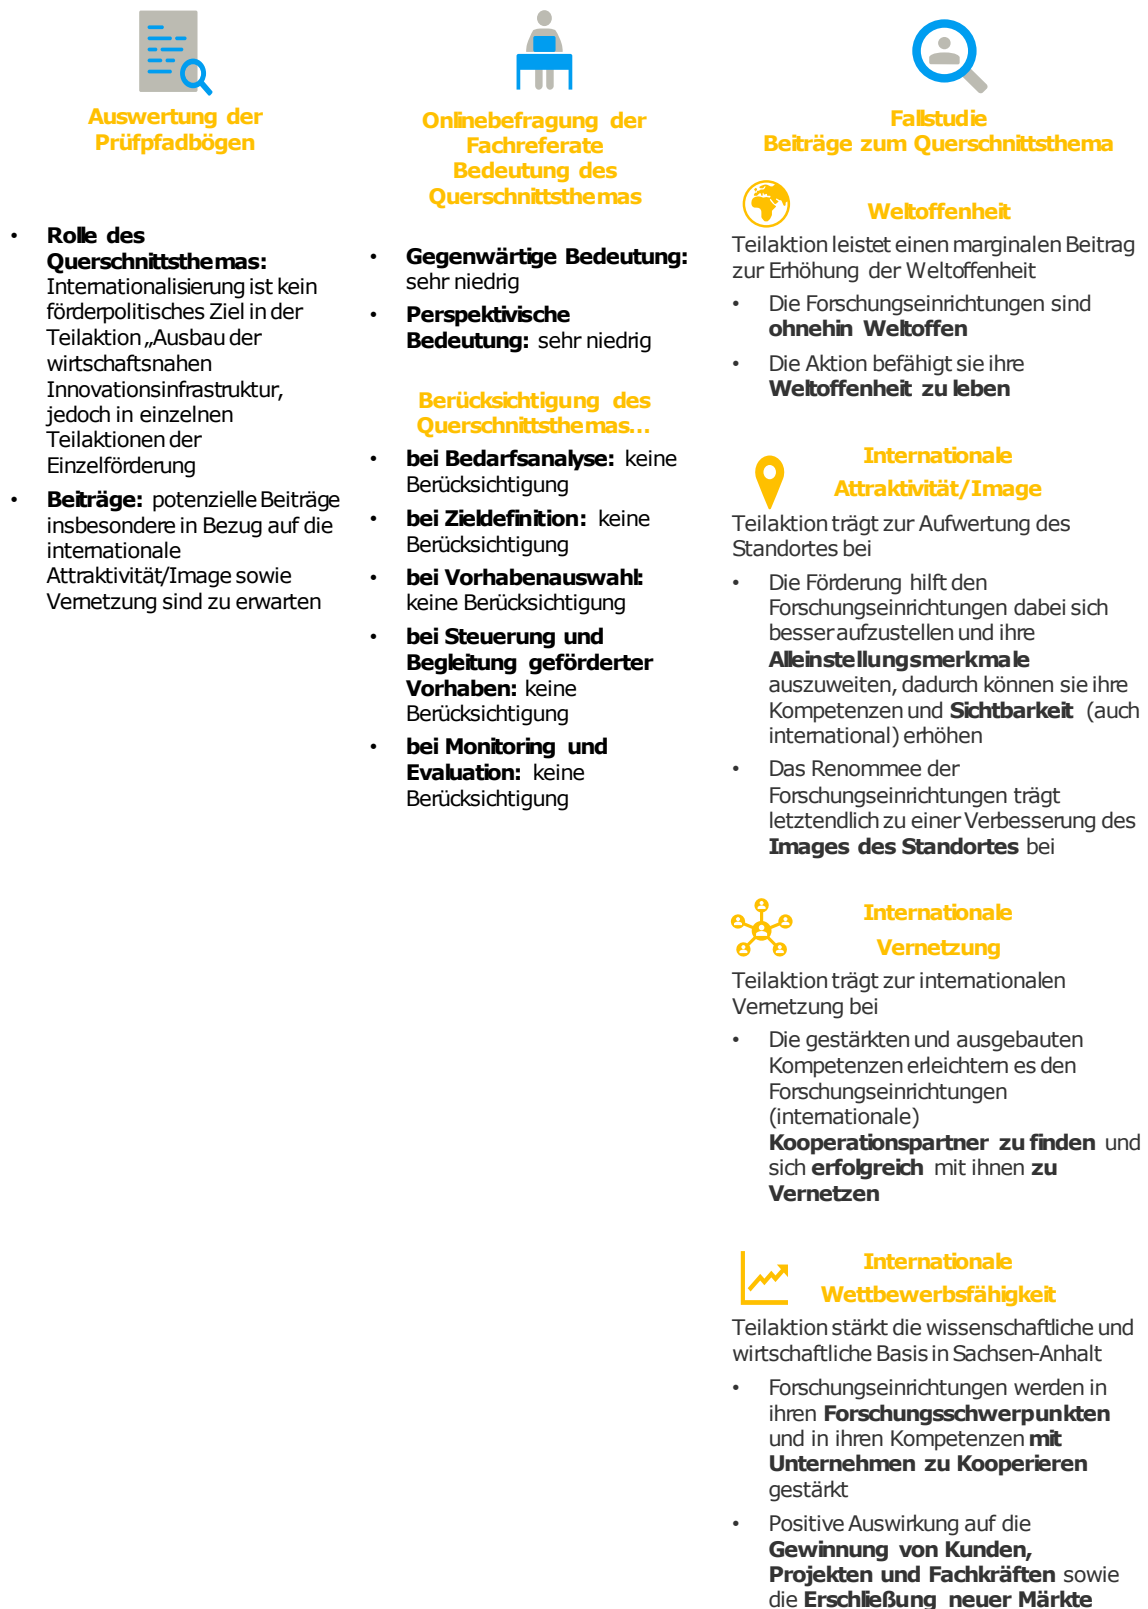 Auswertung der
Prüfpfadbögen
• Rolle des
Querschnittsthemas:
Internationalisierung ist kein
förderpolitisches Ziel in der
Teilaktion „Ausbau der
wirtschaftsnahen
Innovationsinfrastruktur,
jedoch in einzelnen
Teilaktionen der
Einzelförderung
• Beiträge: potenzielle Beiträge
insbesondere in Bezug auf die
internationale
Attraktivität/Image sowie
Vernetzung sind zu erwarten
Onlinebefragung der
Fachreferate
Bedeutung des
Querschnittsthemas
• Gegenwärtige Bedeutung:
sehr niedrig
• Perspektivische
Bedeutung: sehr niedrig
Berücksichtigung des
Querschnittsthemas…
• bei Bedarfsanalyse: keine
Berücksichtigung
• bei Zieldefinition: keine
Berücksichtigung
• bei Vorhabenauswahl:
keine Berücksichtigung
• bei Steuerung und
Begleitung geförderter
Vorhaben: keine
Berücksichtigung
• bei Monitoring und
Evaluation: keine
Berücksichtigung
Fallstudie
Beiträge zum Querschnittsthema
Weltoffenheit
Teilaktion leistet einen marginalen Beitrag
zur Erhöhung der Weltoffenheit
• Die Forschungseinrichtungen sind
ohnehin Weltoffen
• Die Aktion befähigt sie ihre
Weltoffenheit zu leben
Internationale
Attraktivität/Image
Teilaktion trägt zur Aufwertung des
Standortes bei
• Die Förderung hilft den
Forschungseinrichtungen dabei sich
besser aufzustellen und ihre
Alleinstellungsmerkmale
auszuweiten, dadurch können sie ihre
Kompetenzen und Sichtbarkeit (auch
international) erhöhen
• Das Renommee der
Forschungseinrichtungen trägt
letztendlich zu einer Verbesserung des
Images des Standortes bei
Internationale
Vernetzung
Teilaktion trägt zur internationalen
Vernetzung bei
• Die gestärkten und ausgebauten
Kompetenzen erleichtern es den
Forschungseinrichtungen
(internationale)
Kooperationspartner zu finden und
sich erfolgreich mit ihnen zu
Vernetzen
Internationale
Wettbewerbsfähigkeit
Teilaktion stärkt die wissenschaftliche und
wirtschaftliche Basis in Sachsen-Anhalt
• Forschungseinrichtungen werden in
ihren Forschungsschwerpunkten
und in ihren Kompetenzen mit
Unternehmen zu Kooperieren
gestärkt
• Positive Auswirkung auf die
Gewinnung von Kunden,
Projekten und Fachkräften sowie
die Erschließung neuer Märkte